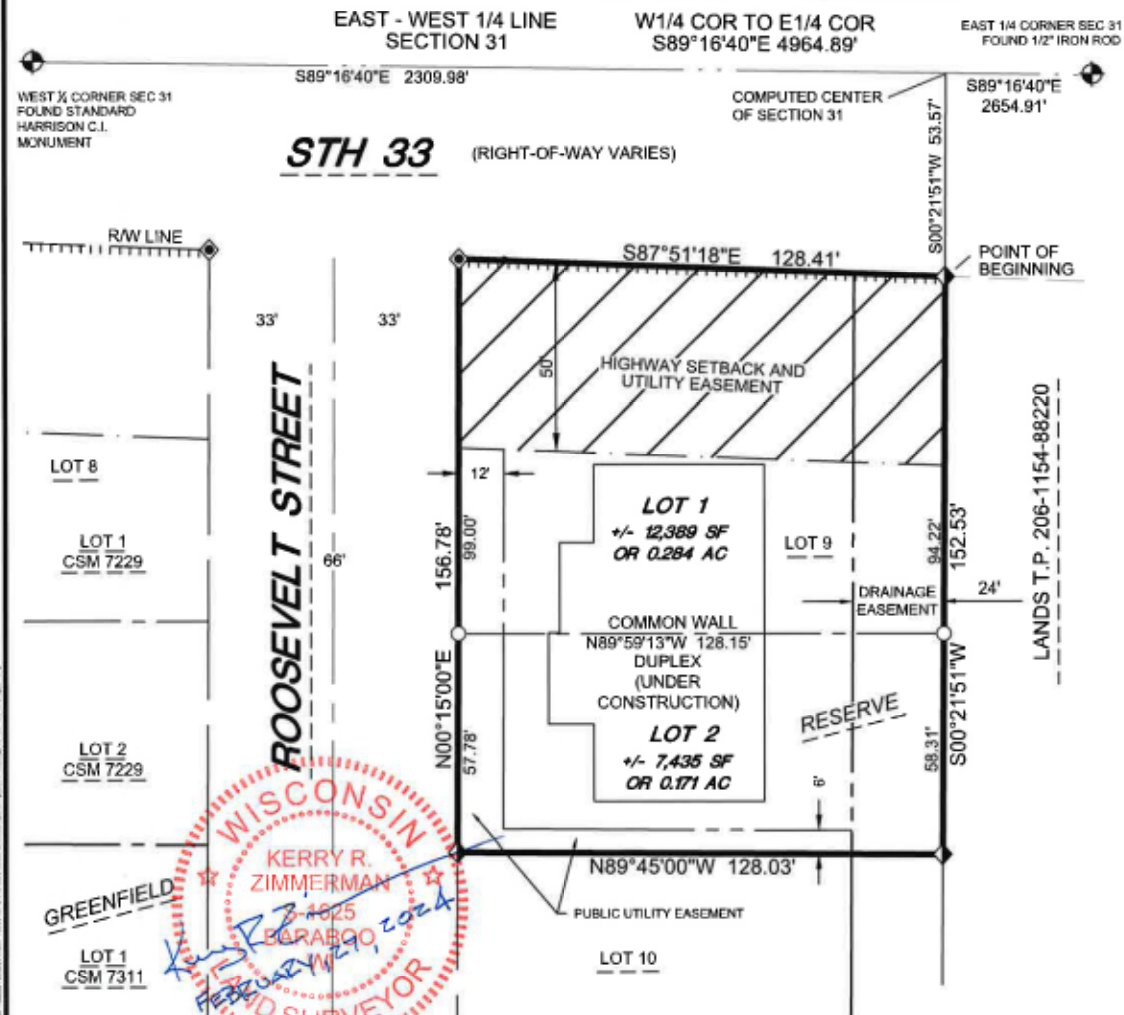 EAST - WEST 1/4 LINE
SECTION 31
W1/4 COR TO E1/4 COR
S89°16'40"E 4964.89'
EAST 1/4 CORNER SEC 31
FOUND 1/2" IRON ROD
S89°16'40"E 2309.98'
S89°16'40"E
2654.91'
WEST ¼ CORNER SEC 31
FOUND STANDARD
HARRISON C.I.
MONUMENT
COMPUTED CENTER
OF SECTION 31
S00°21'51"W 53.57'
STH 33
(RIGHT-OF-WAY VARIES)
R/W LINE
S87°51'18"E 128.41'
POINT OF
BEGINNING
33'
33'
50'
HIGHWAY SETBACK AND
UTILITY EASEMENT
ROOSEVELT STREET
66'
LANDS T.P. 206-1154-88220
LOT 8
LOT 1
CSM 7229
12'
LOT 1
+/- 12,389 SF
OR 0.284 AC
LOT 9
N00°15'00"E 156.78'
99.00'
94.22'
S00°21'51"W 152.53'
DRAINAGE
EASEMENT
24'
COMMON WALL
N89°59'13"W 128.15'
DUPLEX
(UNDER
CONSTRUCTION)
RESERVE
LOT 2
+/- 7,435 SF
OR 0.171 AC
57.78'
58.31'
6'
LOT 2
CSM 7229
N89°45'00"W 128.03'
PUBLIC UTILITY EASEMENT
LOT 10
GREENFIELD
LOT 1
CSM 7311
WISCONSIN
KERRY R.
ZIMMERMAN
S-1625
BARABOO
WI
LAND SURVEYOR
FEBRUARY, 27, 2024